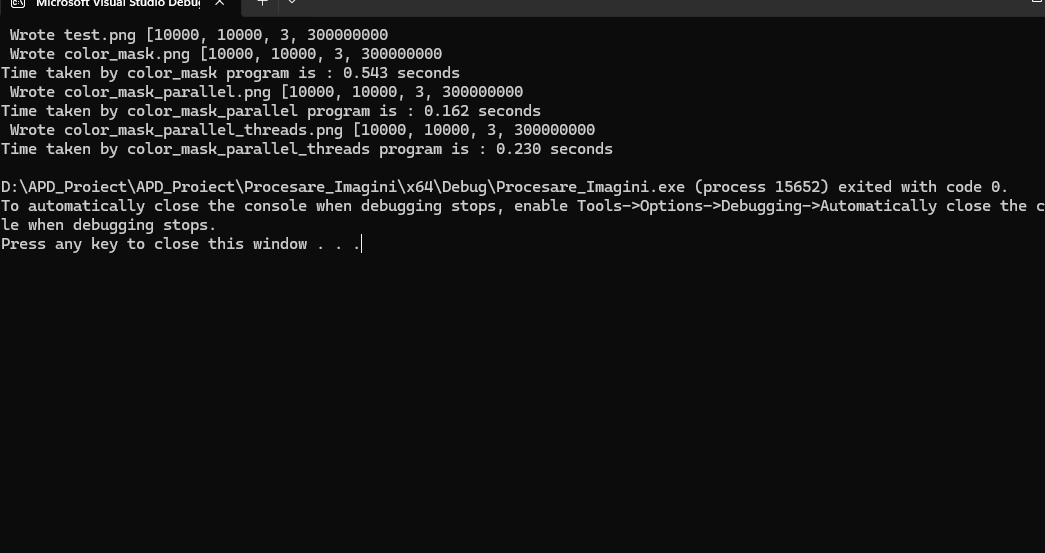 Microsoft Visual Studio Debug
Wrote test.png [10000, 10000, 3, 300000000
Wrote color_mask.png [10000, 10000, 3, 300000000
Time taken by color_mask program is : 0.543 seconds
Wrote color_mask_parallel.png [10000, 10000, 3, 300000000
Time taken by color_mask_parallel program is : 0.162 seconds
Wrote color_mask_parallel_threads.png [10000, 10000, 3, 300000000
Time taken by color_mask_parallel_threads program is : 0.230 seconds
D:\APD_Proiect\APD_Proiect\Procesare_Imagini\x64\Debug\Procesare_Imagini.exe (process 15652) exited with code 0.
To automatically close the console when debugging stops, enable Tools->Options->Debugging->Automatically close the c
le when debugging stops.
Press any key to close this window . . .